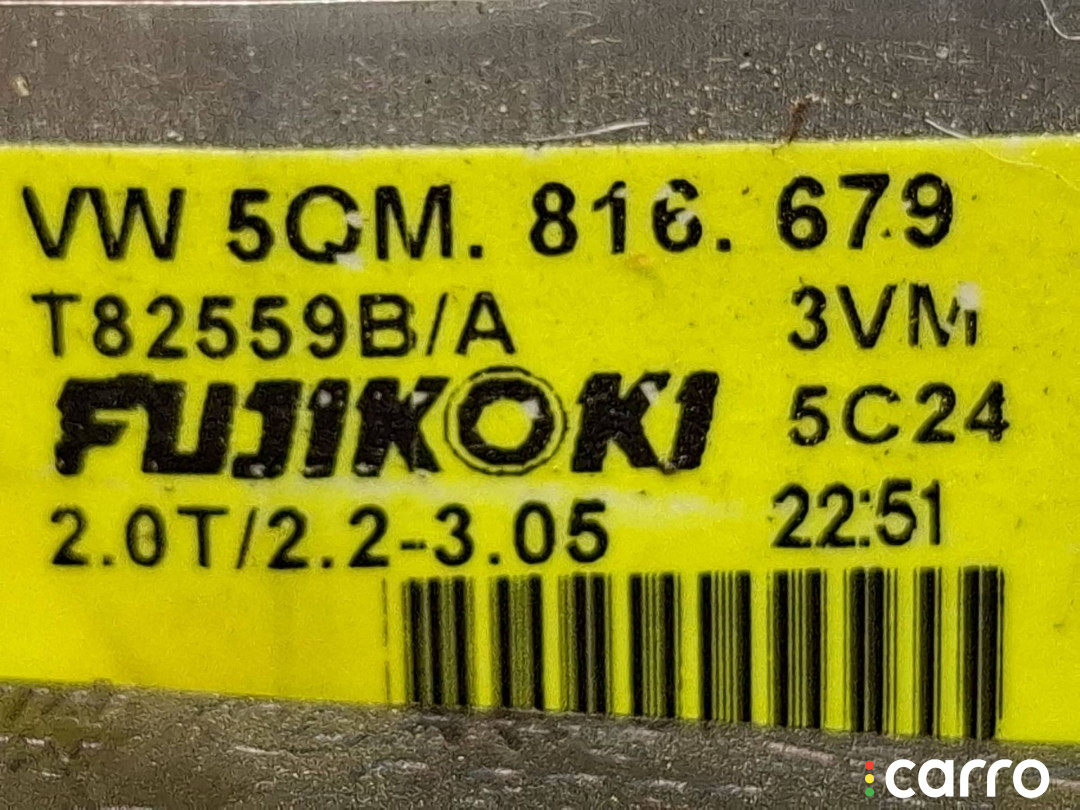 VW 5QM. 816. 679
T82559B/A 3VM
FUJIKOKI 5C24
2.0T/2.2-3.05 22:51
carro